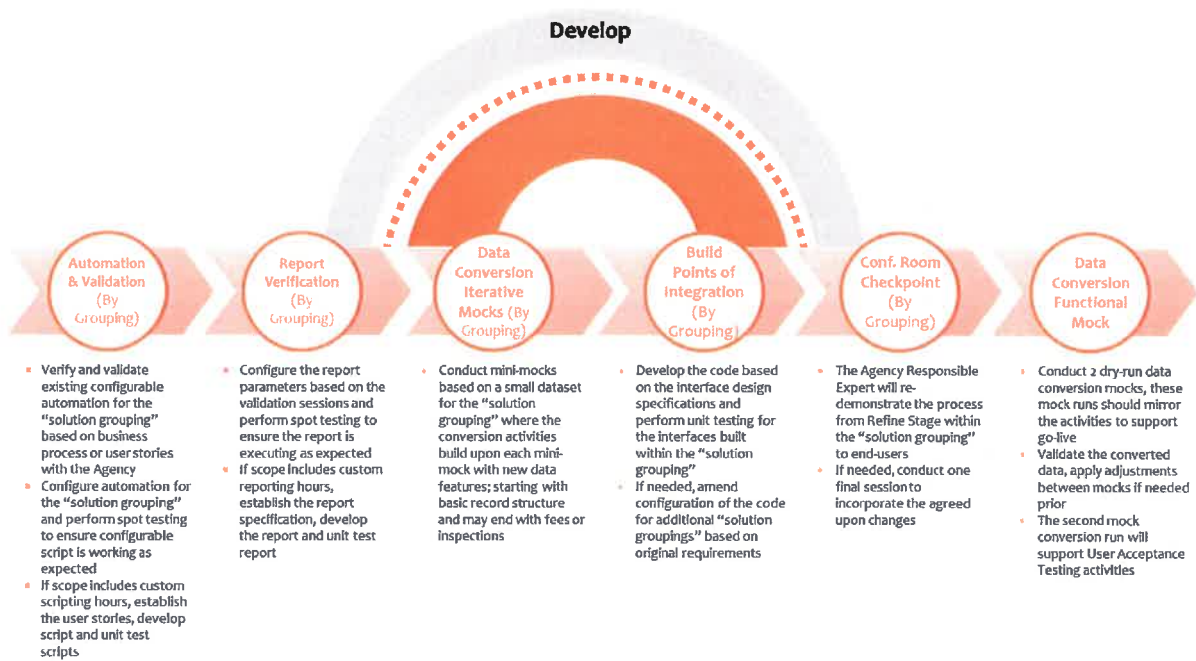 Develop
Automation
& Validation
(By
Grouping)
Report
Verification
(By
Grouping)
Data
Conversion
Iterative
Mocks (By
Grouping)
Build
Points of
Integration
(By
Grouping)
Conf. Room
Checkpoint
(By
Grouping)
Data
Conversion
Functional
Mock
Verify and validate
existing configurable
automation for the
"solution grouping"
based on business
process or user stories
with the Agency
Configure automation for
the "solution grouping"
and perform spot testing
to ensure configurable
script is working as
expected
If scope includes custom
scripting hours, establish
the user stories, develop
script and unit test
scripts
Configure the report
parameters based on the
validation sessions and
perform spot testing to
ensure the report is
executing as expected
If scope includes custom
reporting hours,
establish the report
specification, develop
the report and unit test
report
Conduct mini-mocks
based on a small dataset
for the "solution
grouping" where the
conversion activities
build upon each mini-
mock with new data
features; starting with
basic record structure
and may end with fees or
inspections
Develop the code based
on the interface design
specifications and
perform unit testing for
the interfaces built
within the "solution
grouping"
If needed, amend
configuration of the code
for additional "solution
groupings" based on
original requirements
The Agency Responsible
Expert will re-
demonstrate the process
from Refine Stage within
the "solution grouping"
to end-users
If needed, conduct one
final session to
incorporate the agreed
upon changes
Conduct 2 dry-run data
conversion mocks, these
mock runs should mirror
the activities to support
go-live
Validate the converted
data, apply adjustments
between mocks if needed
prior
The second mock
conversion run will
support User Acceptance
Testing activities